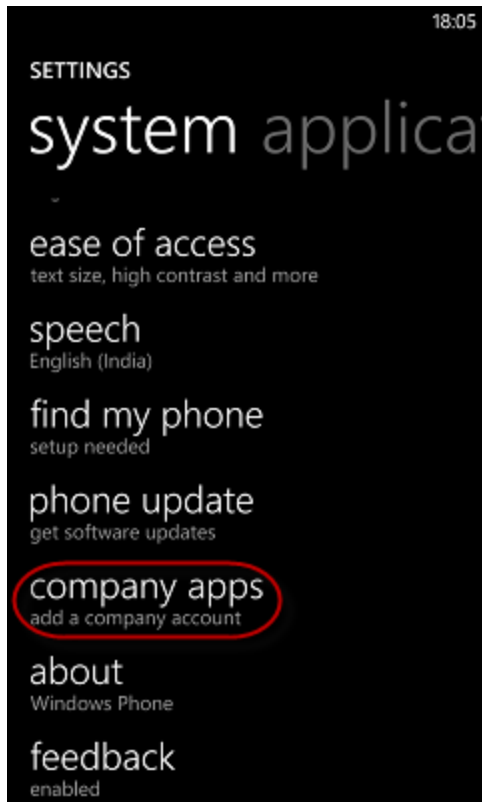 18:05
SETTINGS
system applica
ease of access
text size, high contrast and more
speech
English (India)
find my phone
setup needed
phone update
get software updates
company apps
add a company account
about
Windows Phone
feedback
enabled